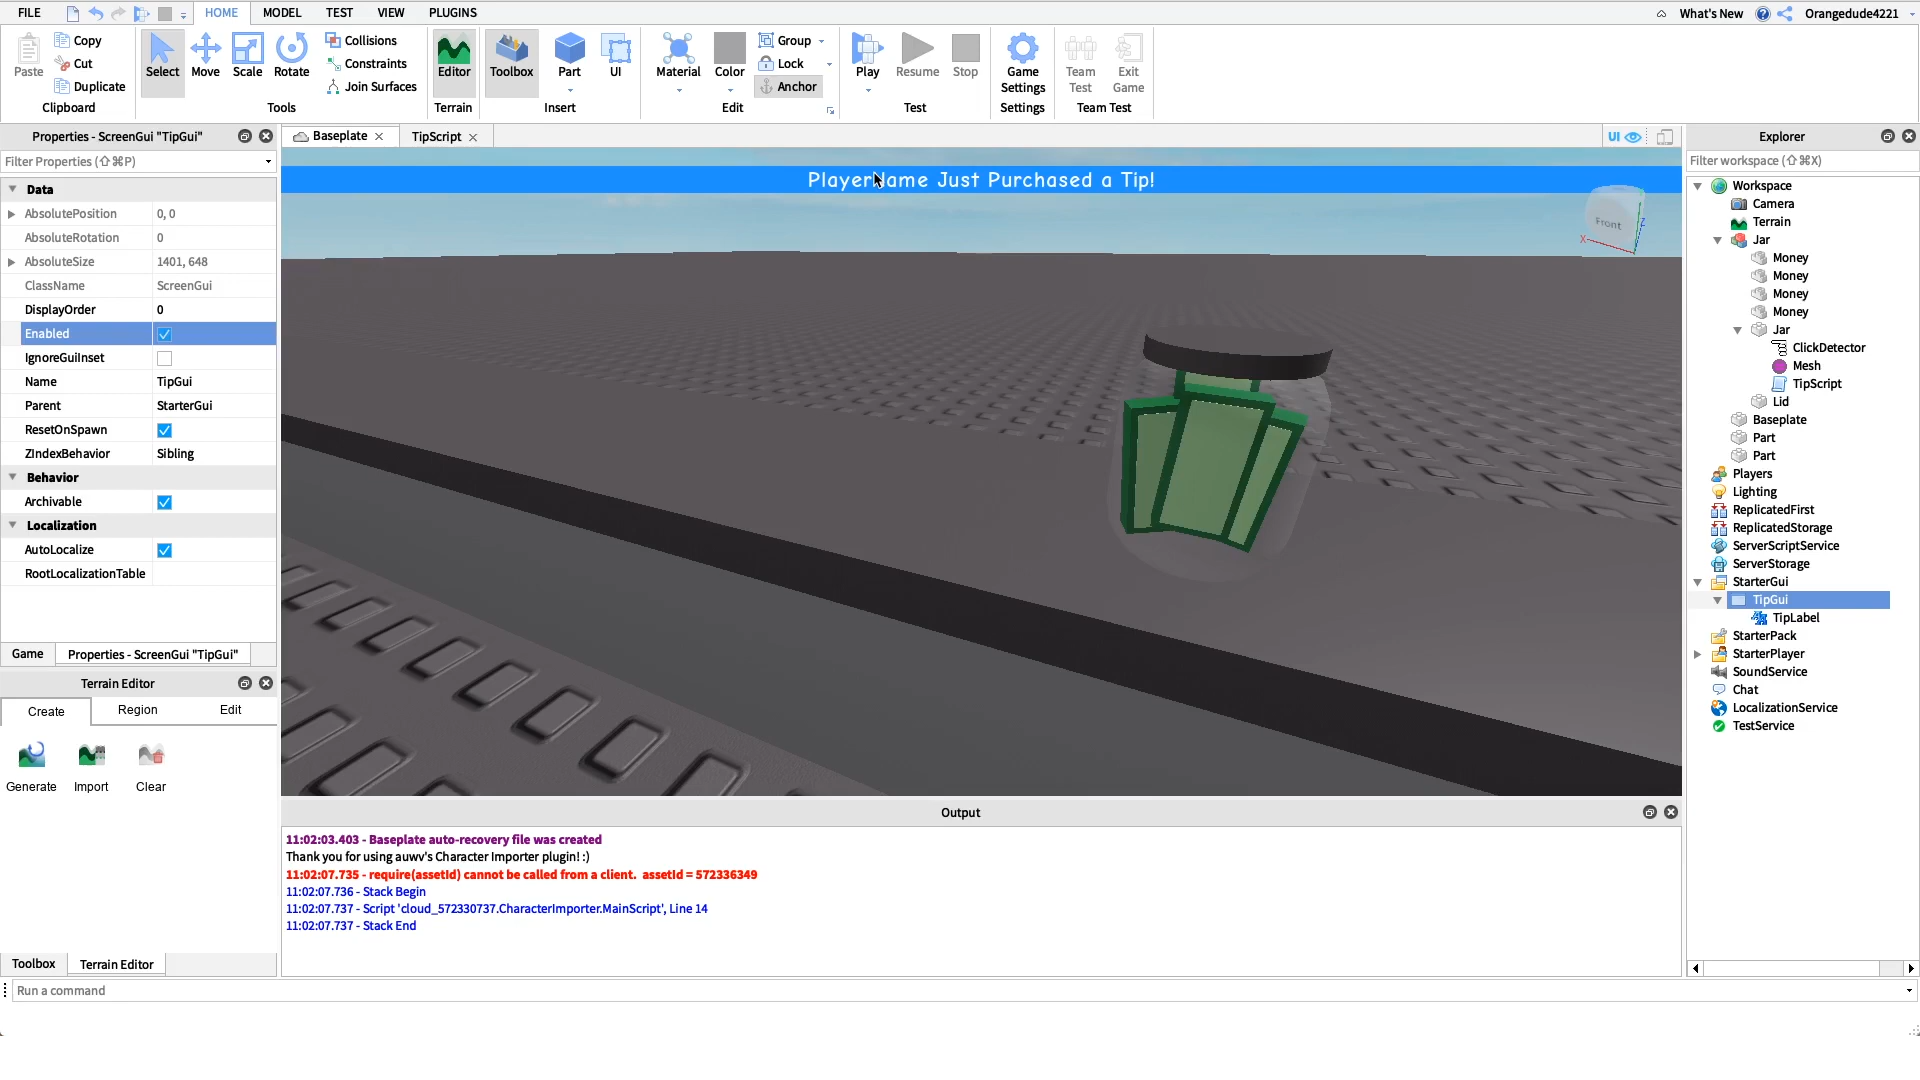 FILE
HOME
MODEL
TEST
VIEW
PLUGINS
What's New
Orangedude4221
Paste
Copy
Cut
Duplicate
Clipboard
Select
Move
Scale
Rotate
Collisions
Constraints
Join Surfaces
Tools
Editor
Terrain
Toolbox
Part
UI
Insert
Material
Color
Group
Lock
Anchor
Edit
Play
Resume
Stop
Test
Game
Settings
Settings
Team
Test
Exit
Game
Team Test
Properties - ScreenGui "TipGui"
Filter Properties (⇧⌘P)
Data
AbsolutePosition 0, 0
AbsoluteRotation 0
AbsoluteSize 1401, 648
ClassName ScreenGui
DisplayOrder 0
Enabled
IgnoreGuiInset
Name TipGui
Parent StarterGui
ResetOnSpawn
ZIndexBehavior Sibling
Behavior
Archivable
Localization
AutoLocalize
RootLocalizationTable
Game
Properties - ScreenGui "TipGui"
Terrain Editor
Create
Region
Edit
Generate
Import
Clear
Toolbox
Terrain Editor
Run a command
Baseplate
TipScript
UI
PlayerName Just Purchased a Tip!
Front
X
Z
Output
11:02:03.403 - Baseplate auto-recovery file was created
Thank you for using auwv's Character Importer plugin! :)
11:02:07.735 - require(assetId) cannot be called from a client. assetId = 572336349
11:02:07.736 - Stack Begin
11:02:07.737 - Script 'cloud_572330737.CharacterImporter.MainScript', Line 14
11:02:07.737 - Stack End
Explorer
Filter workspace (⇧⌘X)
Workspace
Camera
Terrain
Jar
Money
Money
Money
Money
Jar
ClickDetector
Mesh
TipScript
Lid
Baseplate
Part
Part
Players
Lighting
ReplicatedFirst
ReplicatedStorage
ServerScriptService
ServerStorage
StarterGui
TipGui
TipLabel
StarterPack
StarterPlayer
SoundService
Chat
LocalizationService
TestService